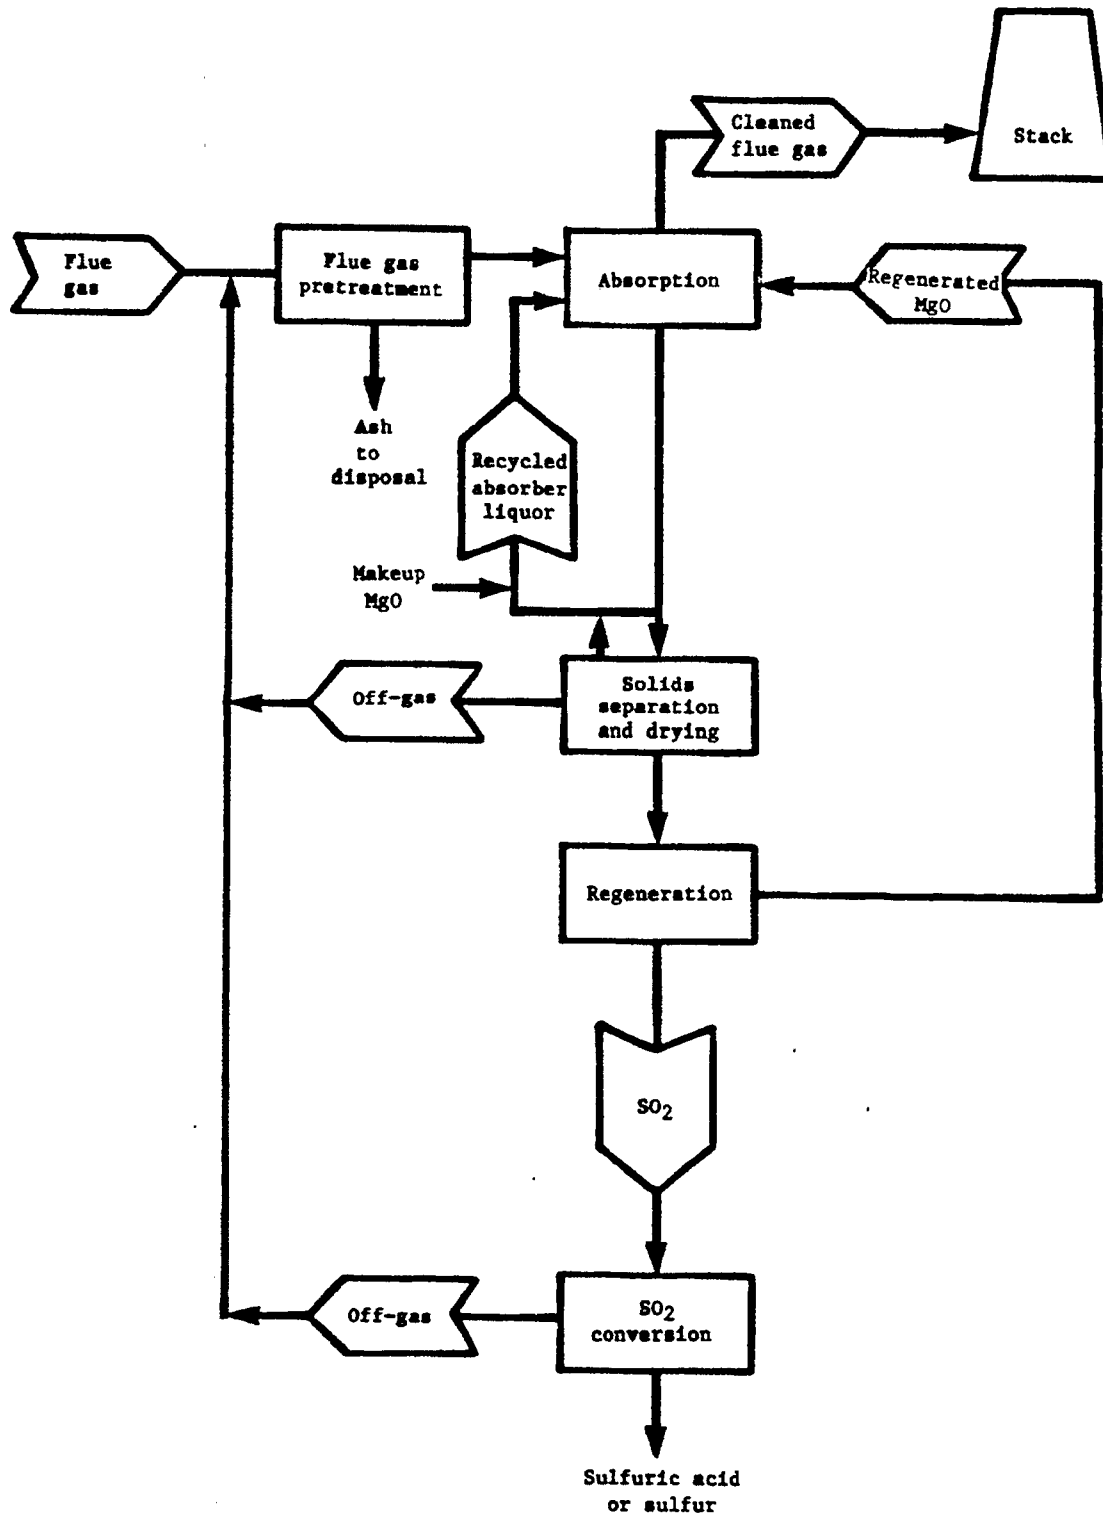 Cleaned
flue gas
Stack
Flue
gas
Flue gas
pretreatment
Absorption
Regenerated
MgO
Ash
to
disposal
Recycled
absorber
liquor
Makeup
MgO
Off-gas
Solids
separation
and drying
Regeneration
SO₂
Off-gas
SO₂
conversion
Sulfuric acid
or sulfur